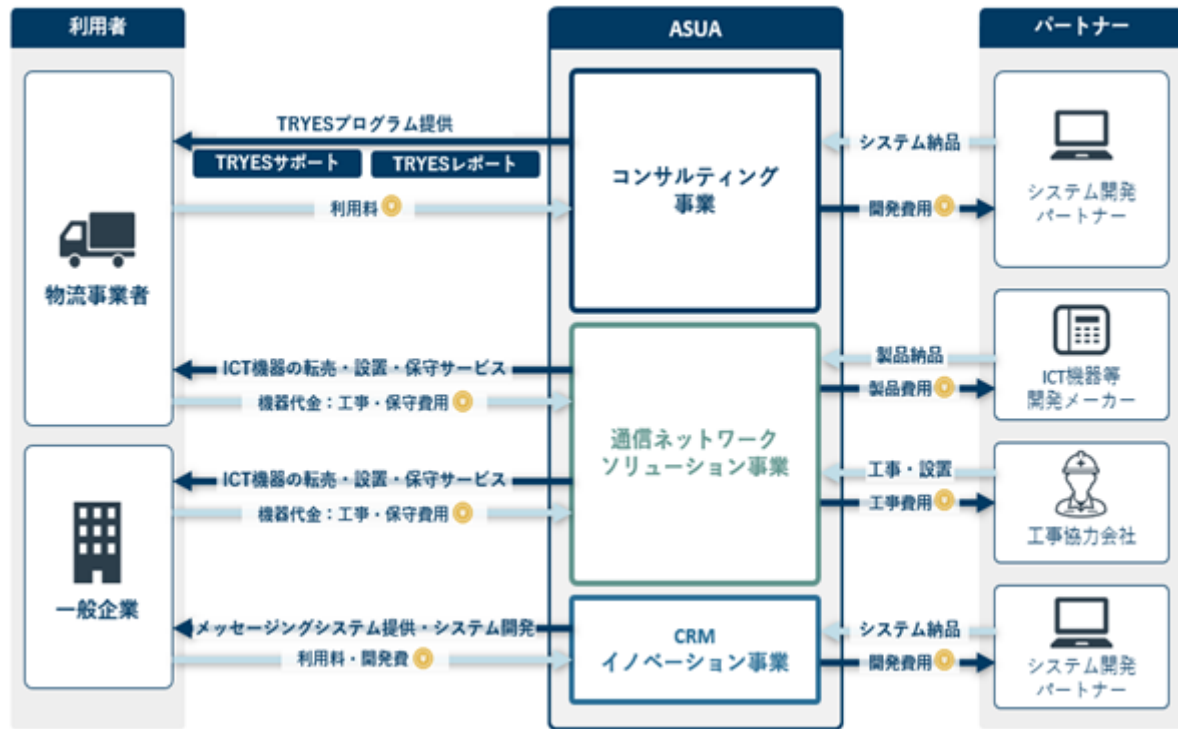 利用者
ASUA
パートナー
TRYESプログラム提供
TRYESサポート
TRYESレポート
利用料
物流事業者
コンサルティング
事業
システム納品
開発費用
システム開発
パートナー
ICT機器の転売・設置・保守サービス
機器代金：工事・保守費用
ICT機器の転売・設置・保守サービス
機器代金：工事・保守費用
通信ネットワーク
ソリューション事業
製品納品
製品費用
ICT機器等
開発メーカー
工事・設置
工事費用
工事協力会社
一般企業
メッセージングシステム提供・システム開発
利用料・開発費
CRM
イノベーション事業
システム納品
開発費用
システム開発
パートナー